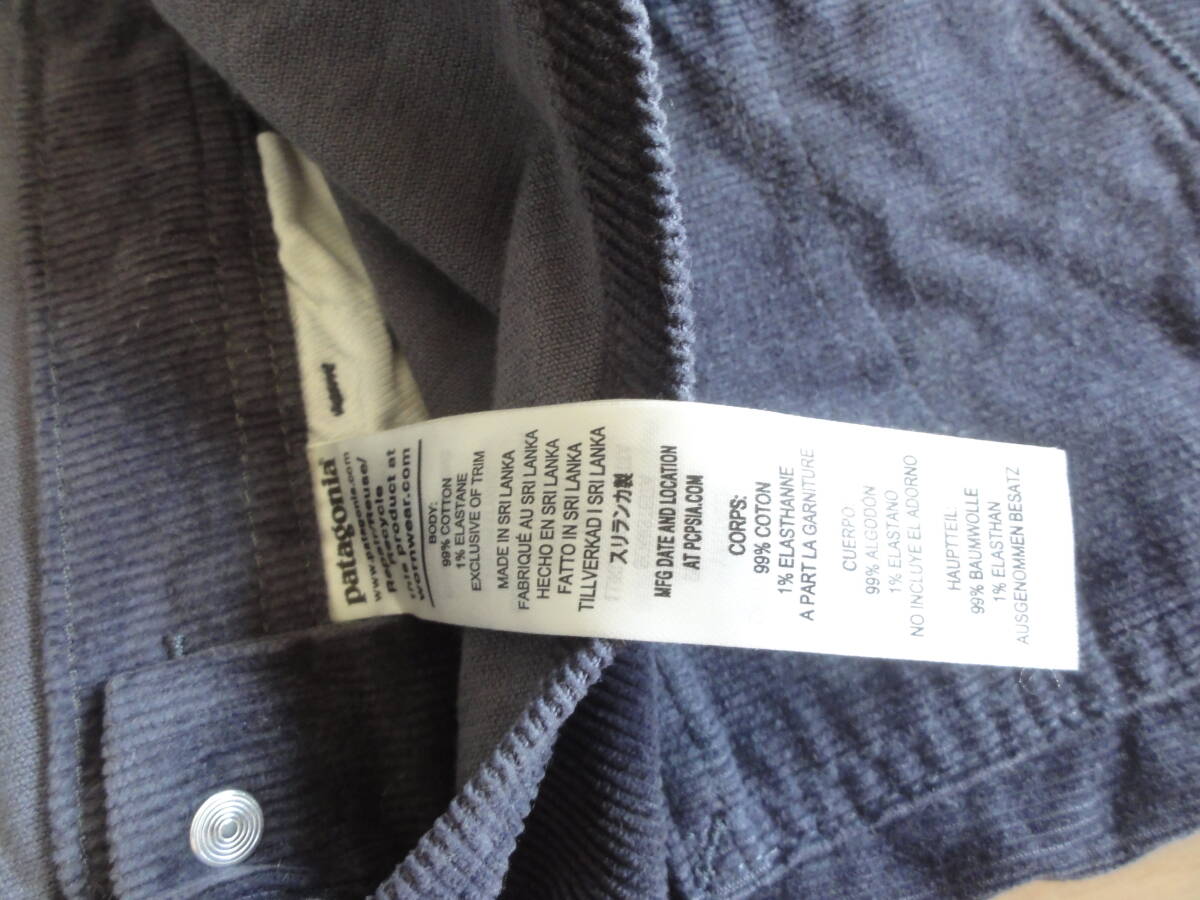 patagonia
www.patagonia.com
www.patagonia.com/
Repair/Reuse/
Recycle
this product at
wornwear.com
BODY:
99% COTTON
1% ELASTANE
EXCLUSIVE OF TRIM
MADE IN SRI LANKA
FABRIQUÉ AU SRI LANKA
HECHO EN SRI LANKA
FATTO IN SRI LANKA
TILLVERKAD I SRI LANKA
スリランカ製
MFG DATE AND LOCATION
AT PCPSIA.COM
CORPS:
99% COTON
1% ELASTHANNE
A PART LA GARNITURE
CUERPO
99% ALGODON
1% ELASTANO
NO INCLUYE EL ADORNO
HAUPTTEIL
99% BAUMWOLLE
1% ELASTHAN
AUSGENOMMEN BESATZ